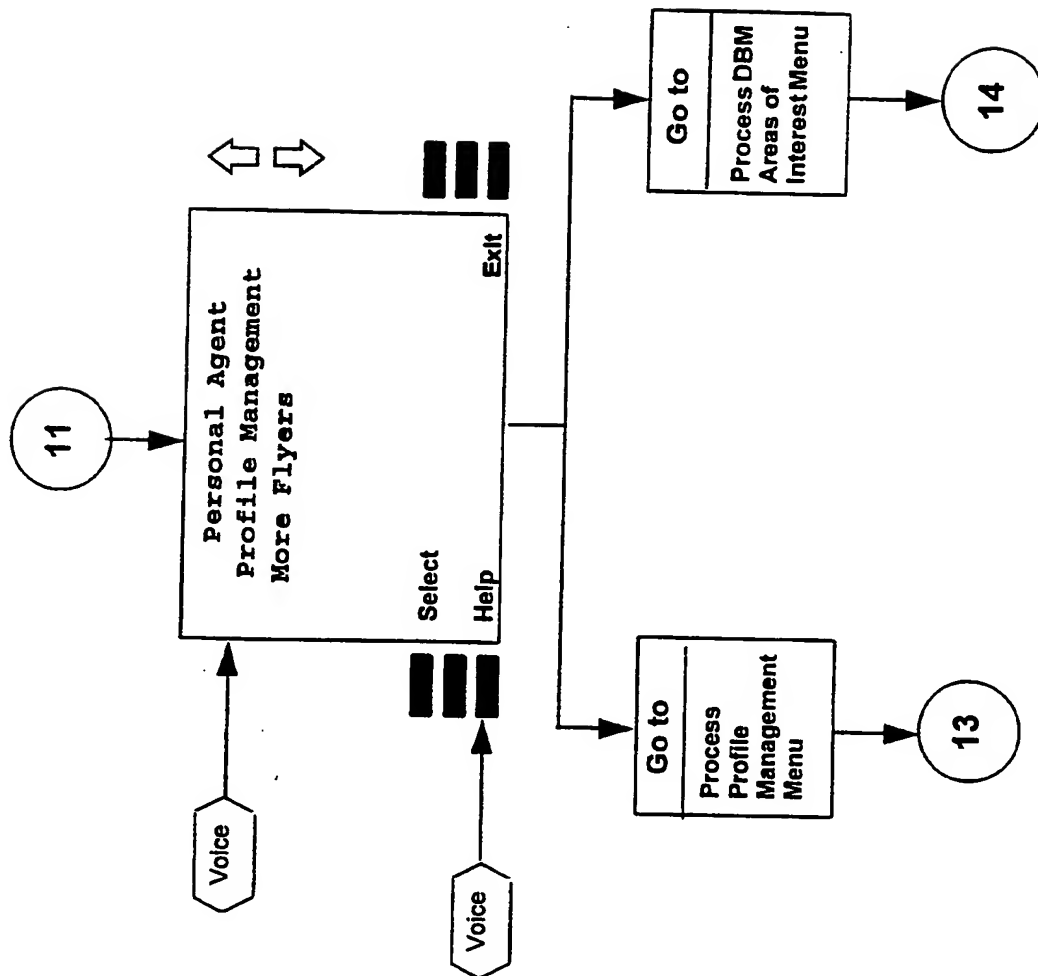 11
Voice
Personal Agent
Profile Management
More Flyers
Select
Help
Exit
Voice
Go to
Process
Profile
Management
Menu
Go to
Process DBM
Areas of
Interest Menu
13
14